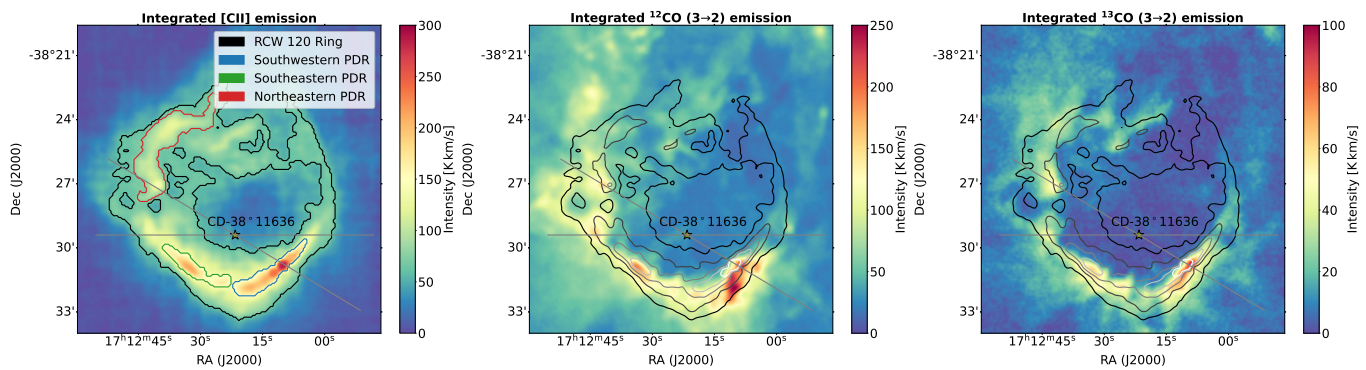 Integrated [CII] emission
RCW 120 Ring
Southwestern PDR
Southeastern PDR
Northeastern PDR
CD-38°11636
-38°21'
24'
27'
30'
33'
Dec (J2000)
17ʰ12ᵐ45ˢ
30ˢ
15ˢ
00ˢ
RA (J2000)
300
250
200
150
100
50
0
Intensity [K km/s]
Integrated ¹²CO (3→2) emission
CD-38°11636
-38°21'
24'
27'
30'
33'
Dec (J2000)
17ʰ12ᵐ45ˢ
30ˢ
15ˢ
00ˢ
RA (J2000)
250
200
150
100
50
0
Intensity [K km/s]
Integrated ¹³CO (3→2) emission
CD-38°11636
-38°21'
24'
27'
30'
33'
Dec (J2000)
17ʰ12ᵐ45ˢ
30ˢ
15ˢ
00ˢ
RA (J2000)
100
80
60
40
20
0
Intensity [K km/s]